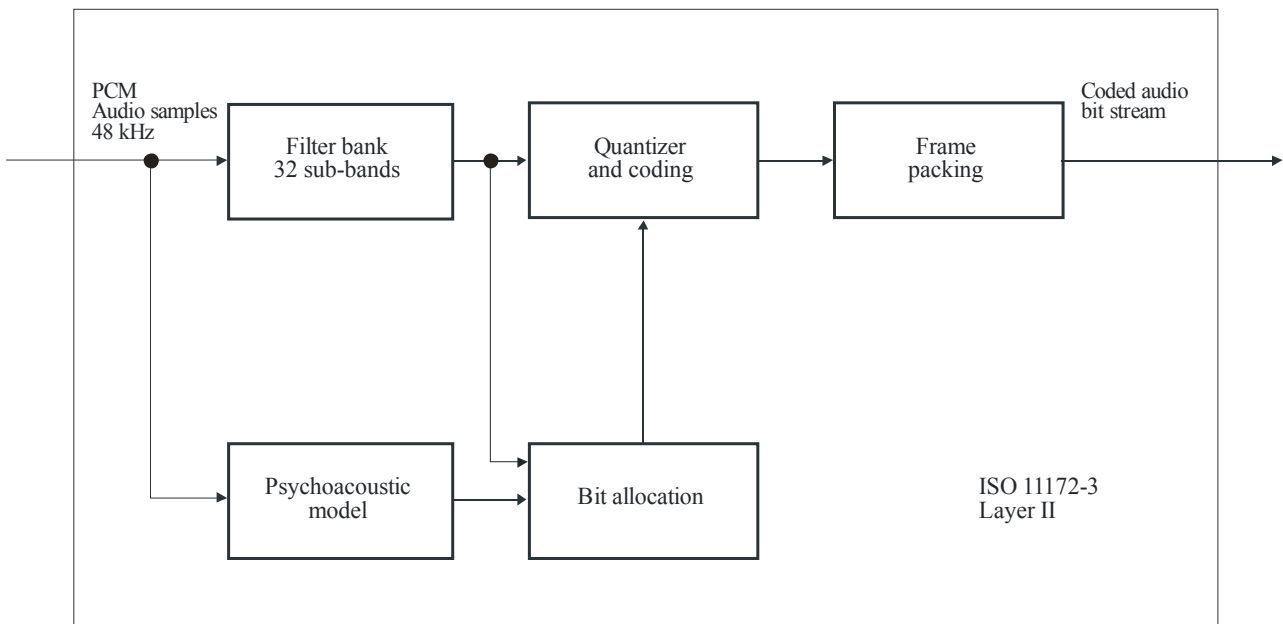 PCM
Audio samples
48 kHz
Filter bank
32 sub-bands
Quantizer
and coding
Frame
packing
Coded audio
bit stream
Psychoacoustic
model
Bit allocation
ISO 11172-3
Layer II